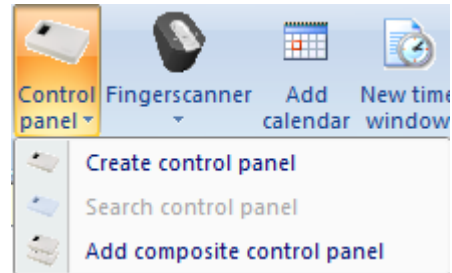 Control Fingerscanner Add New time
panel calendar window
Create control panel
Search control panel
Add composite control panel